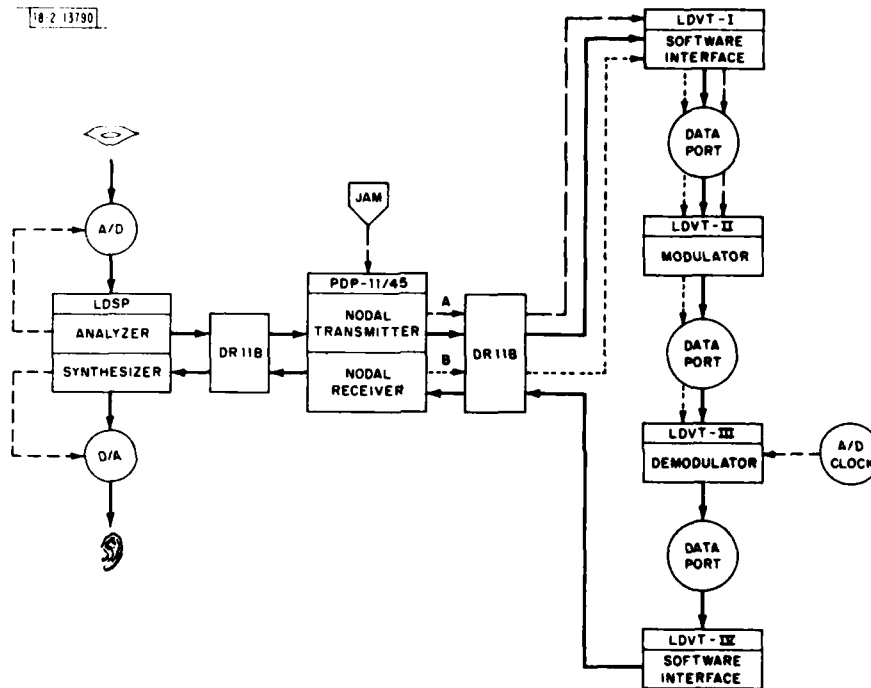 18-2 13790
LDVT-I
SOFTWARE
INTERFACE
DATA
PORT
LDVT-II
MODULATOR
DATA
PORT
LDVT-III
DEMODULATOR
A/D
CLOCK
DATA
PORT
LDVT-IV
SOFTWARE
INTERFACE
A/D
LDSP
ANALYZER
SYNTHESIZER
D/A
DR11B
JAM
PDP-11/45
NODAL
TRANSMITTER
NODAL
RECEIVER
A
B
DR11B